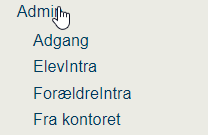 Admin
Adgang
ElevIntra
ForældreIntra
Fra kontoret